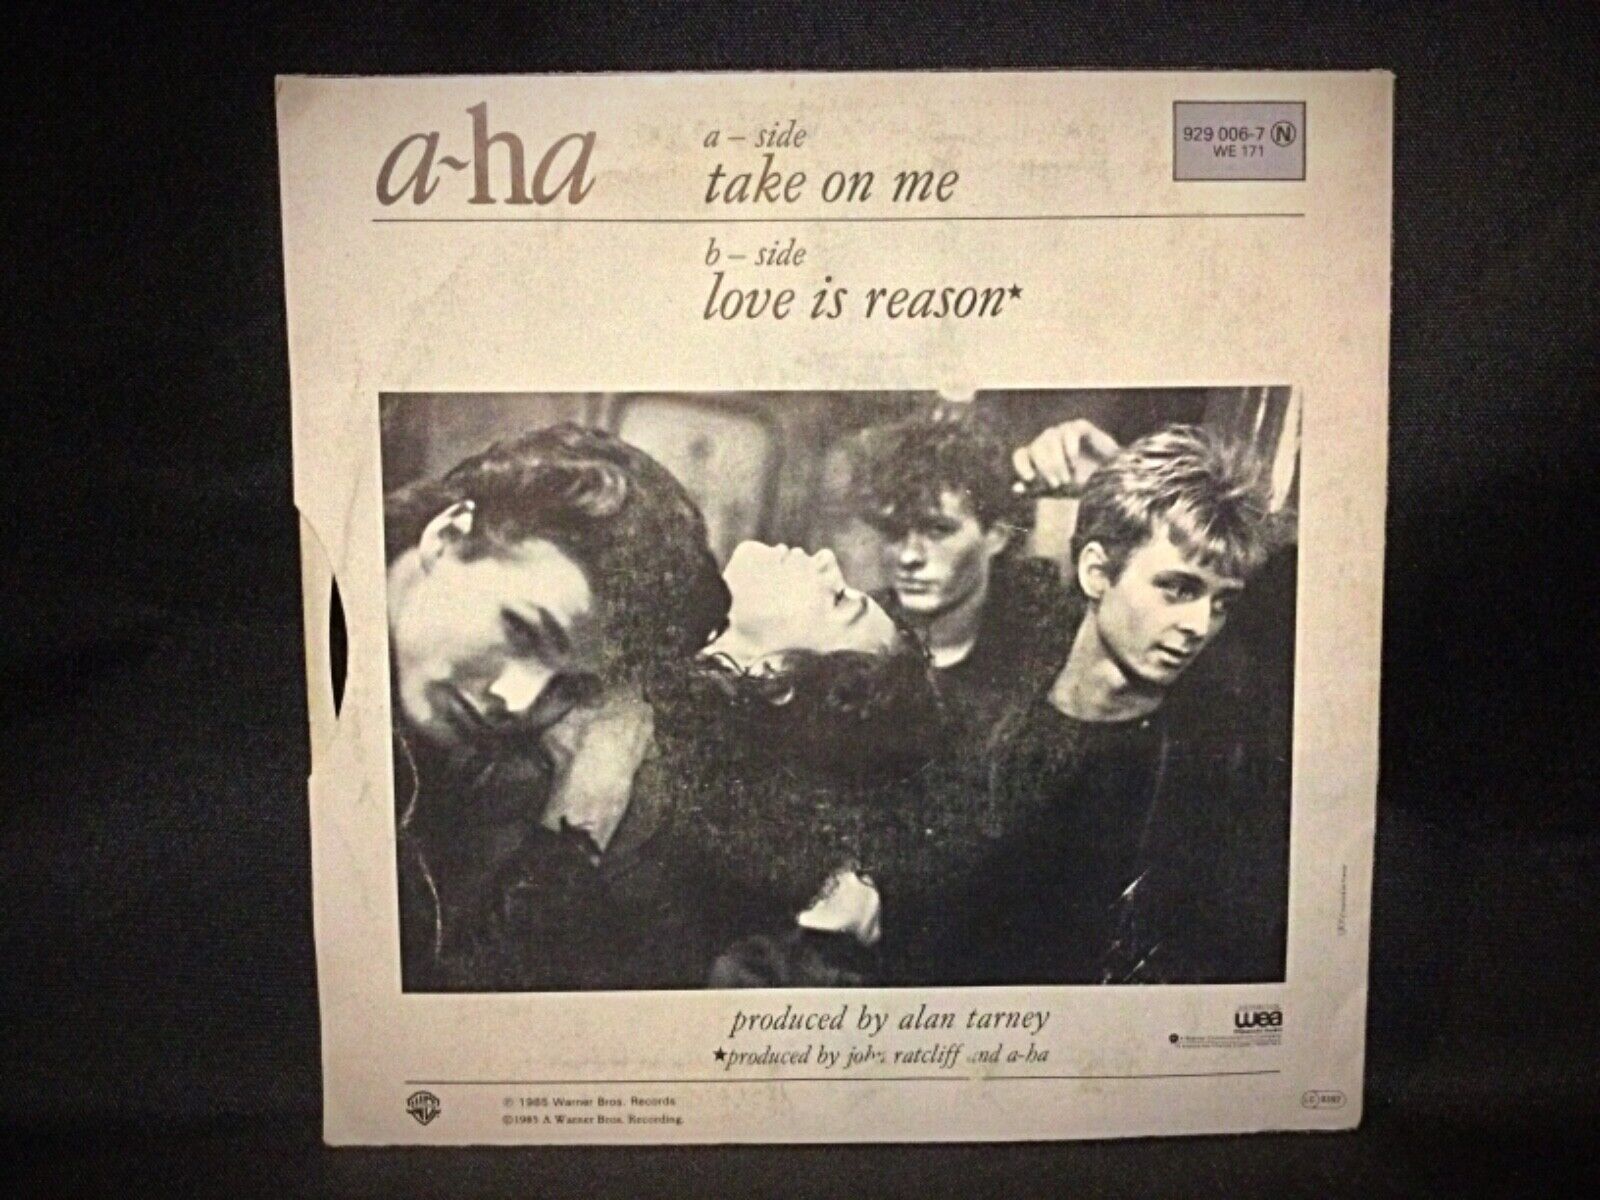 a-ha
a – side
take on me
929 006-7 N
WE 171
b – side
love is reason★
produced by alan tarney
★produced by john ratcliff and a-ha
wea
℗ 1985 Warner Bros. Records
©1985 A Warner Bros. Recording.
LC